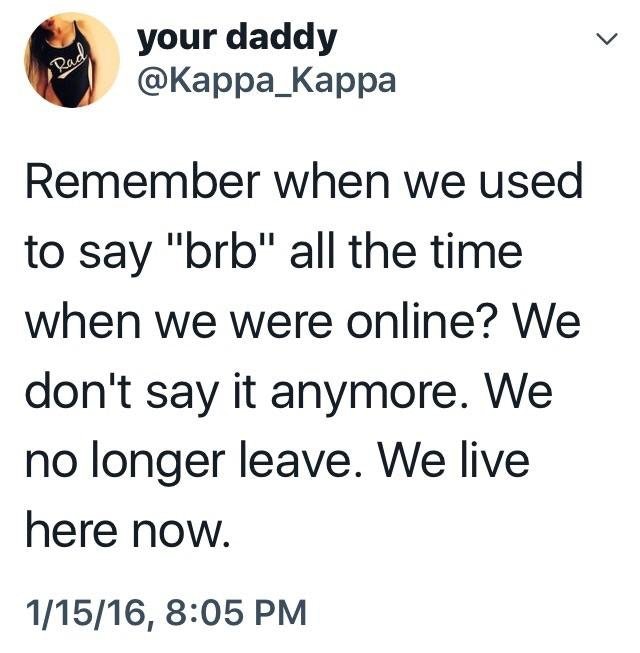 Rad
your daddy
@Kappa_Kappa
Remember when we used
to say "brb" all the time
when we were online? We
don't say it anymore. We
no longer leave. We live
here now.
1/15/16, 8:05 PM